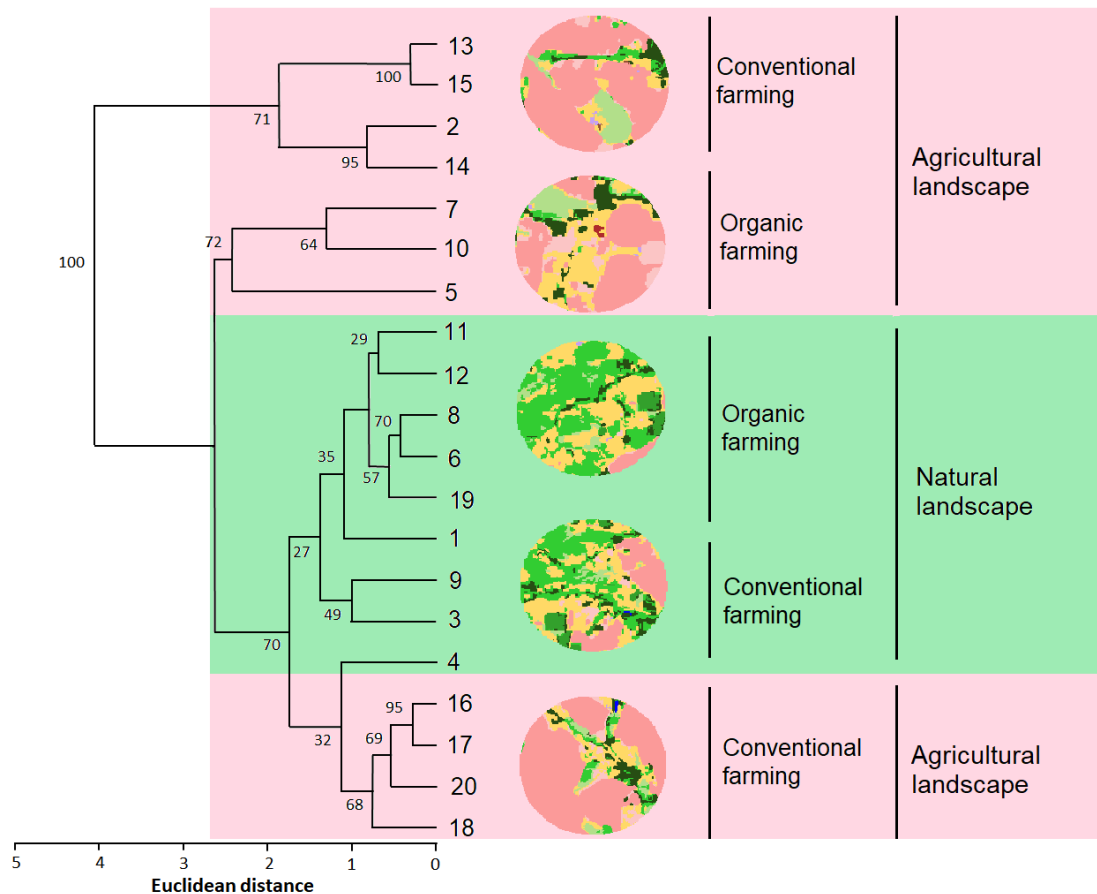 13
15
2
14
7
10
5
11
12
8
6
19
1
9
3
4
16
17
20
18
100
71
95
72
64
100
29
70
35
57
27
49
70
32
95
69
68
Conventional
farming
Organic
farming
Organic
farming
Conventional
farming
Conventional
farming
Agricultural
landscape
Natural
landscape
Agricultural
landscape
5 4 3 2 1 0
Euclidean distance